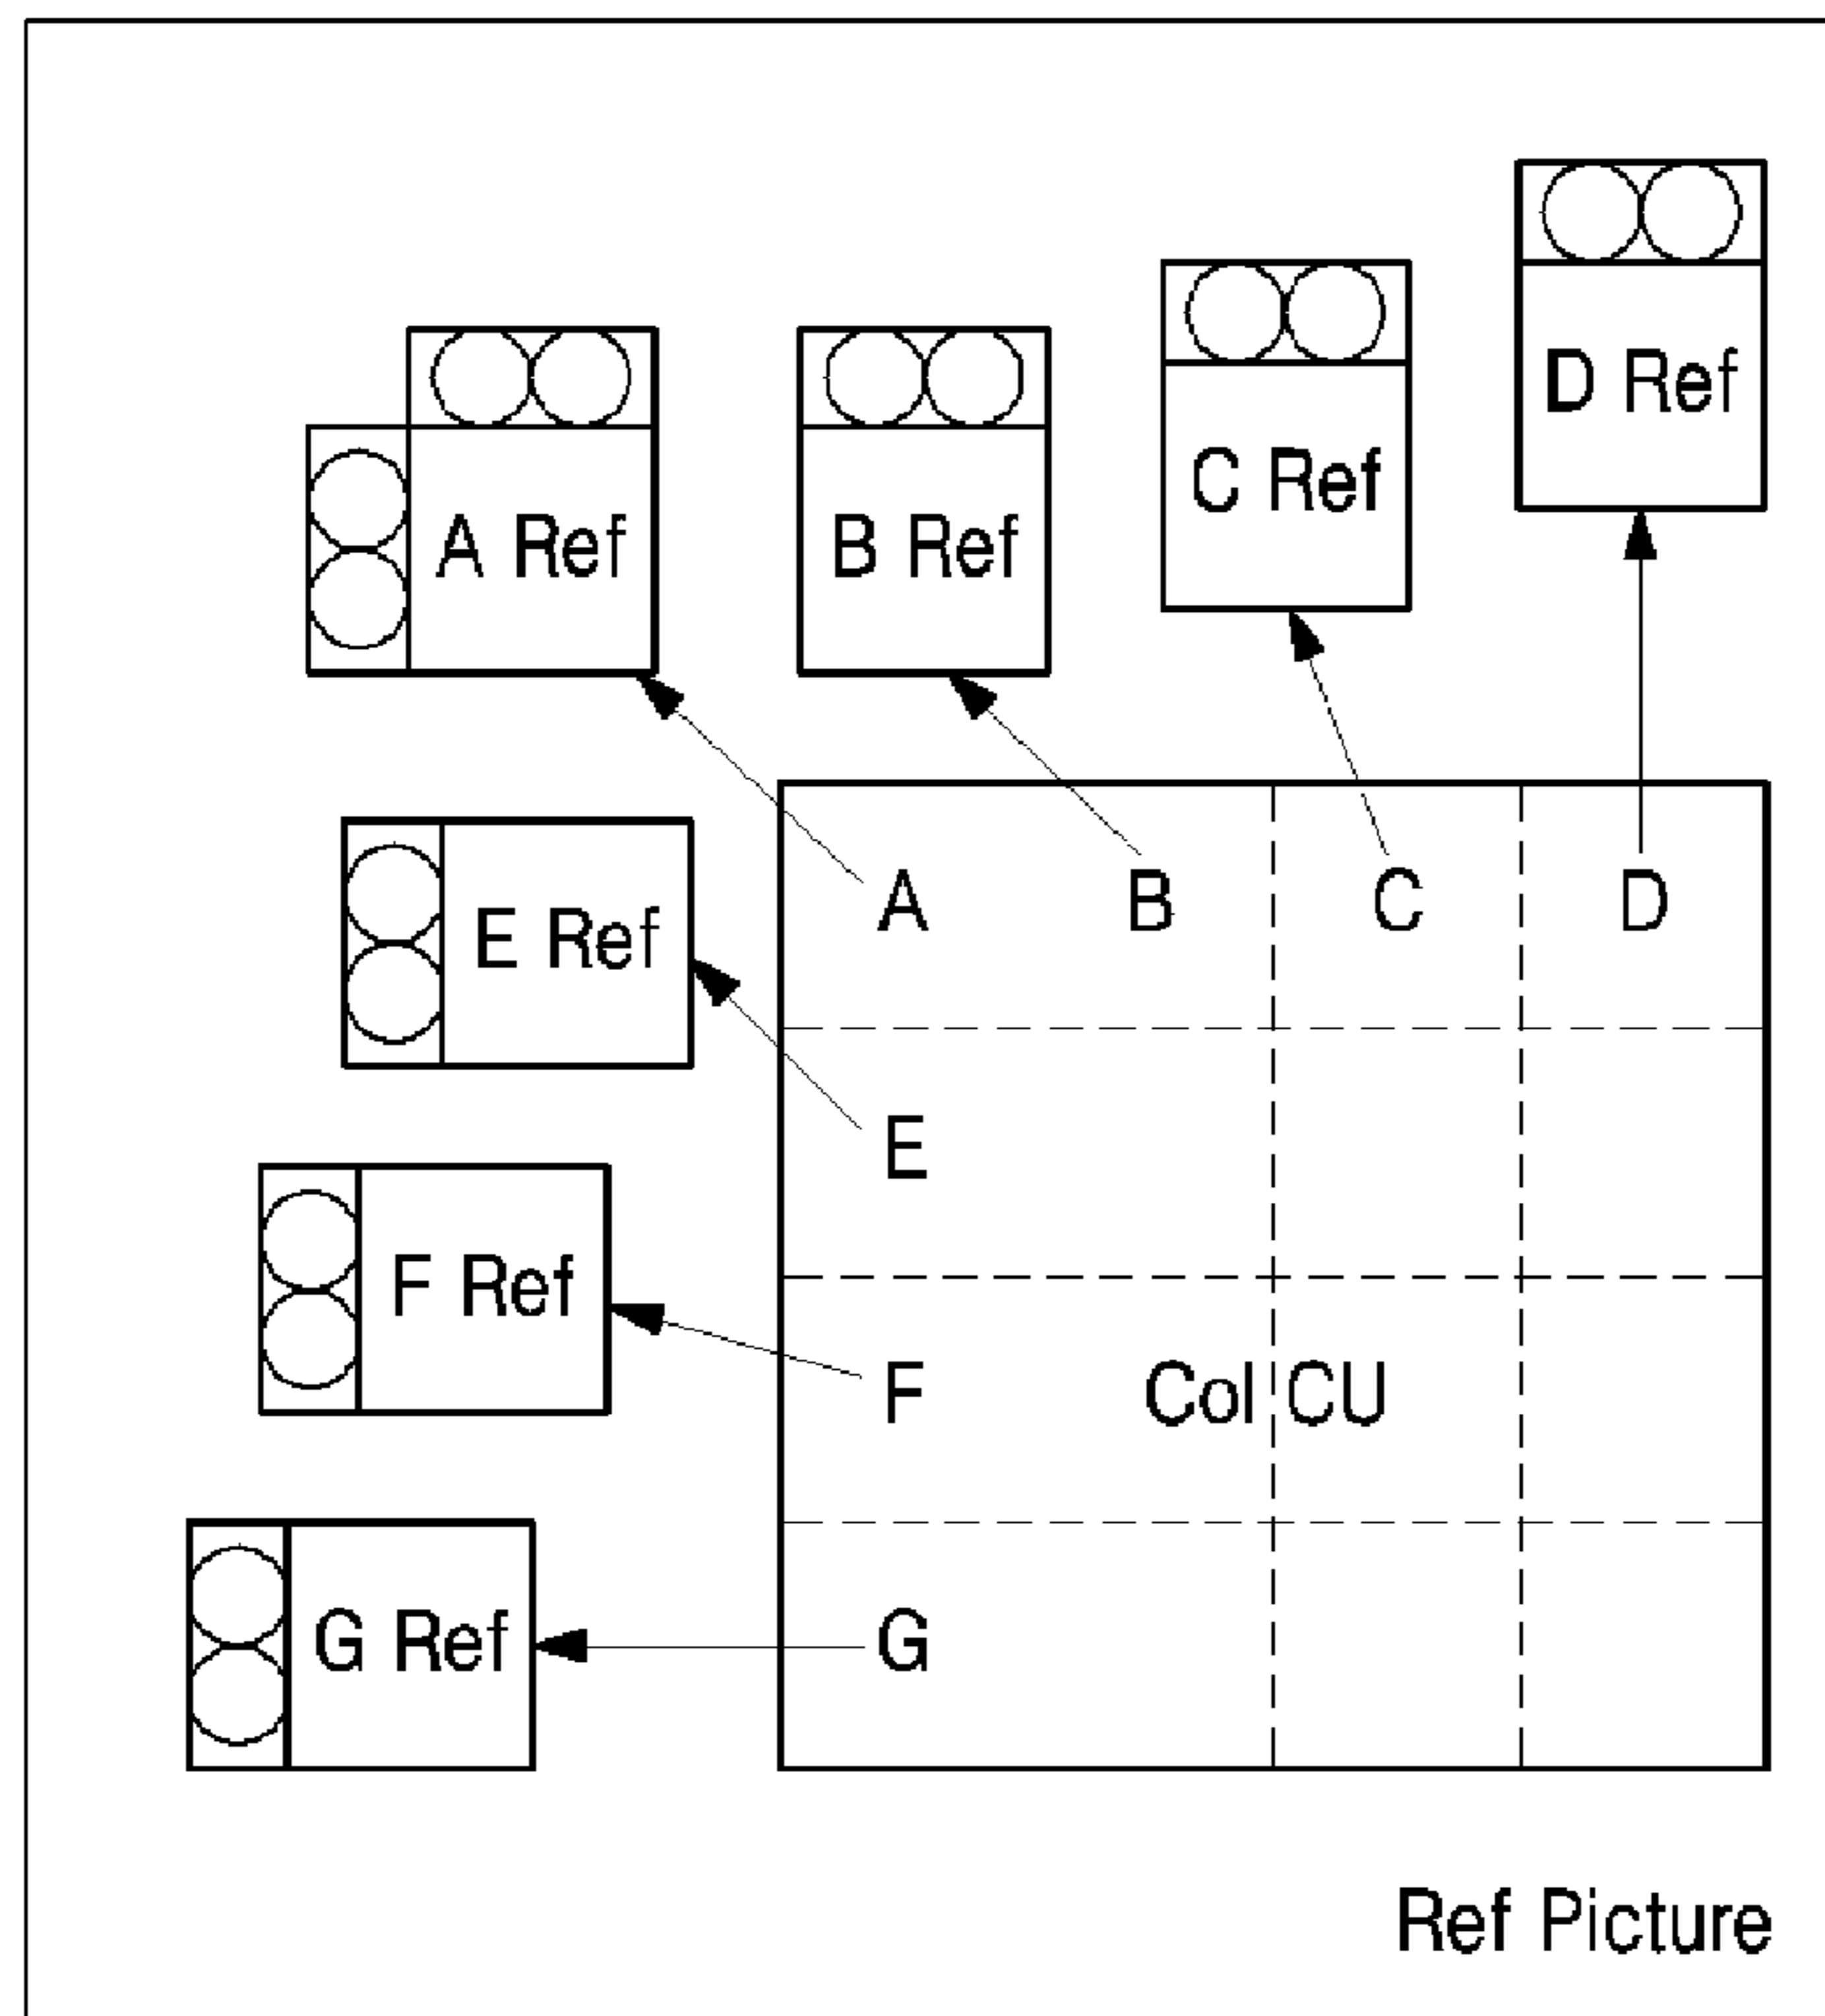 D Ref
C Ref
A Ref
B Ref
A B C D
E Ref
E
F Ref
F Col CU
G Ref
G
Ref Picture